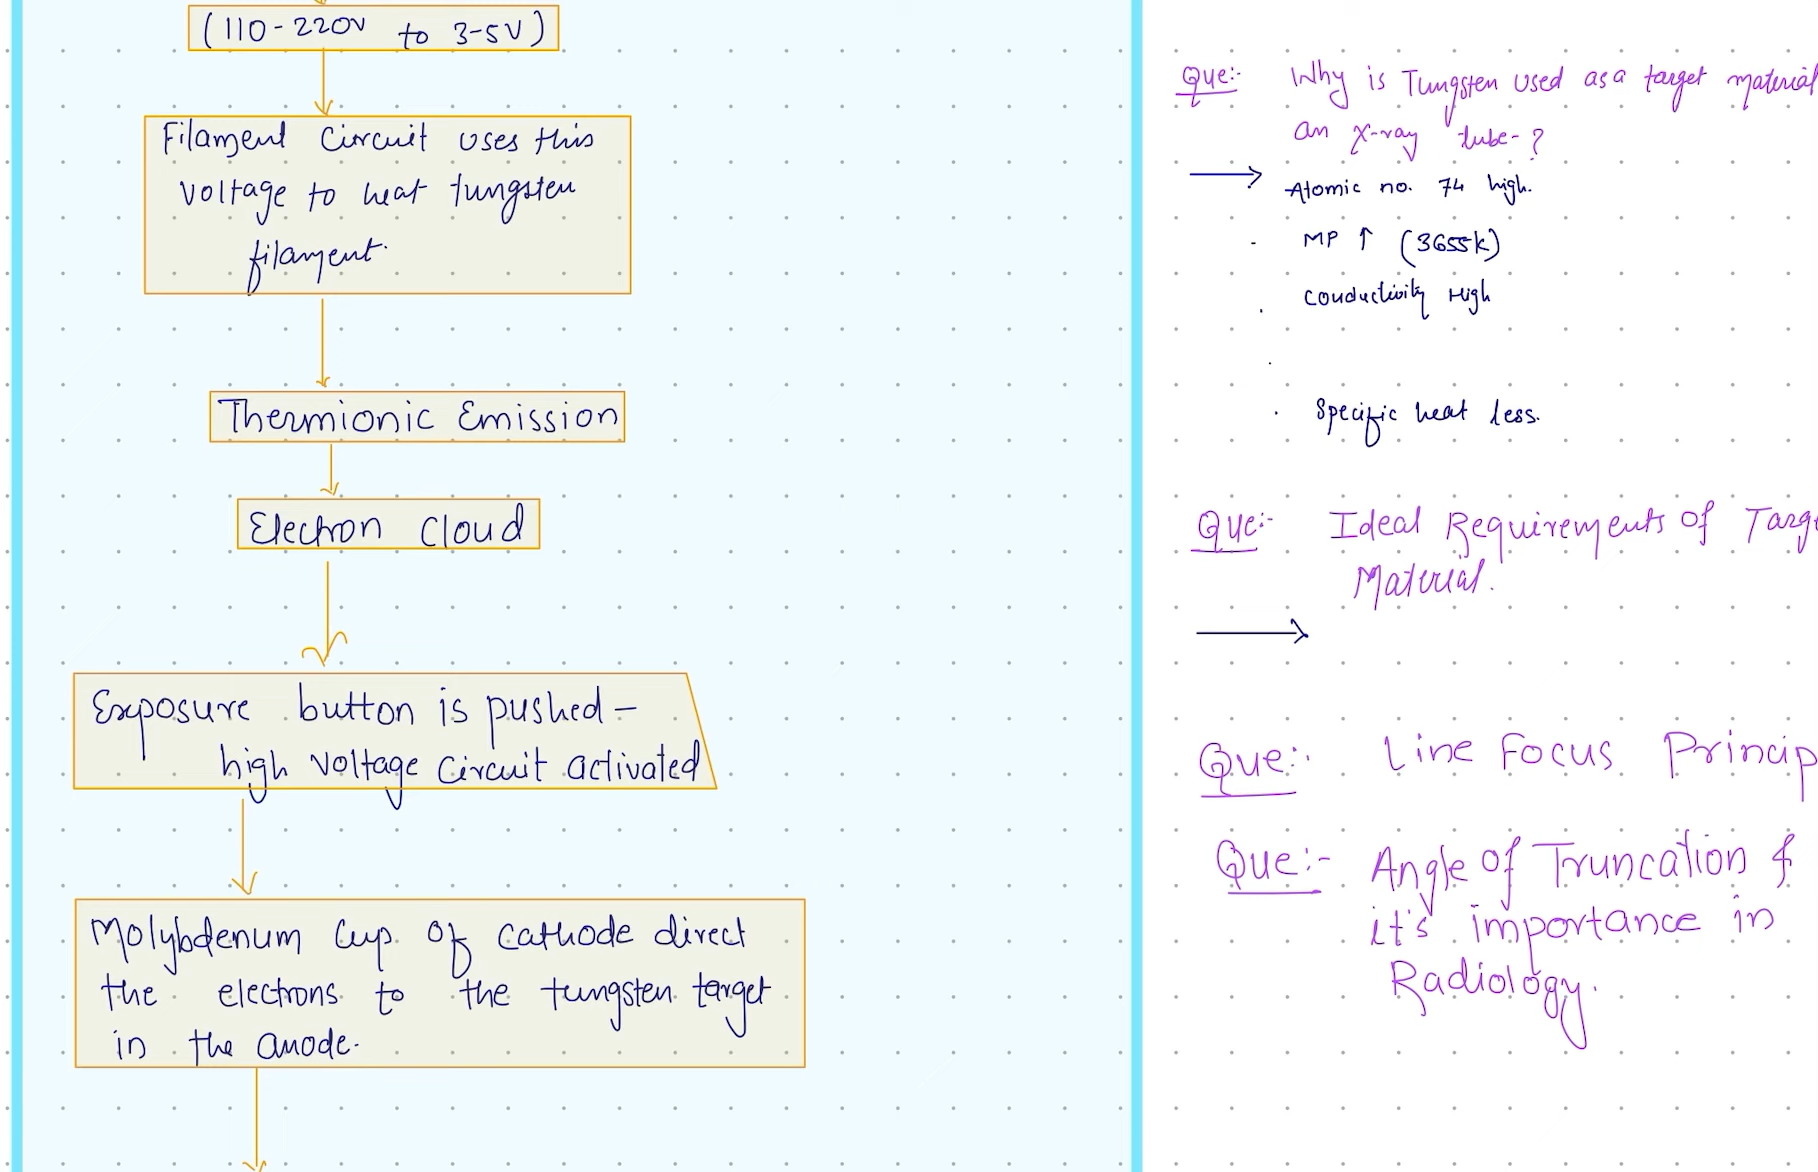 (110-220V to 3-5V)
Filament Circuit uses this
voltage to heat tungsten
filament.
Thermionic Emission
Electron Cloud
Exposure button is pushed –
high voltage circuit activated
Molybdenum cup of cathode direct
the electrons to the tungsten target
in the anode.
Que:- Why is Tungsten used as a target material
an X-ray tube-?
→ Atomic no. 74 high.
MP ↑ (3655K)
Conductivity High
Specific heat less.
Que:- Ideal Requirements of Targe
Material.
→
Que:- Line Focus Princip
Que:- Angle of Truncation &
it's importance in
Radiology.